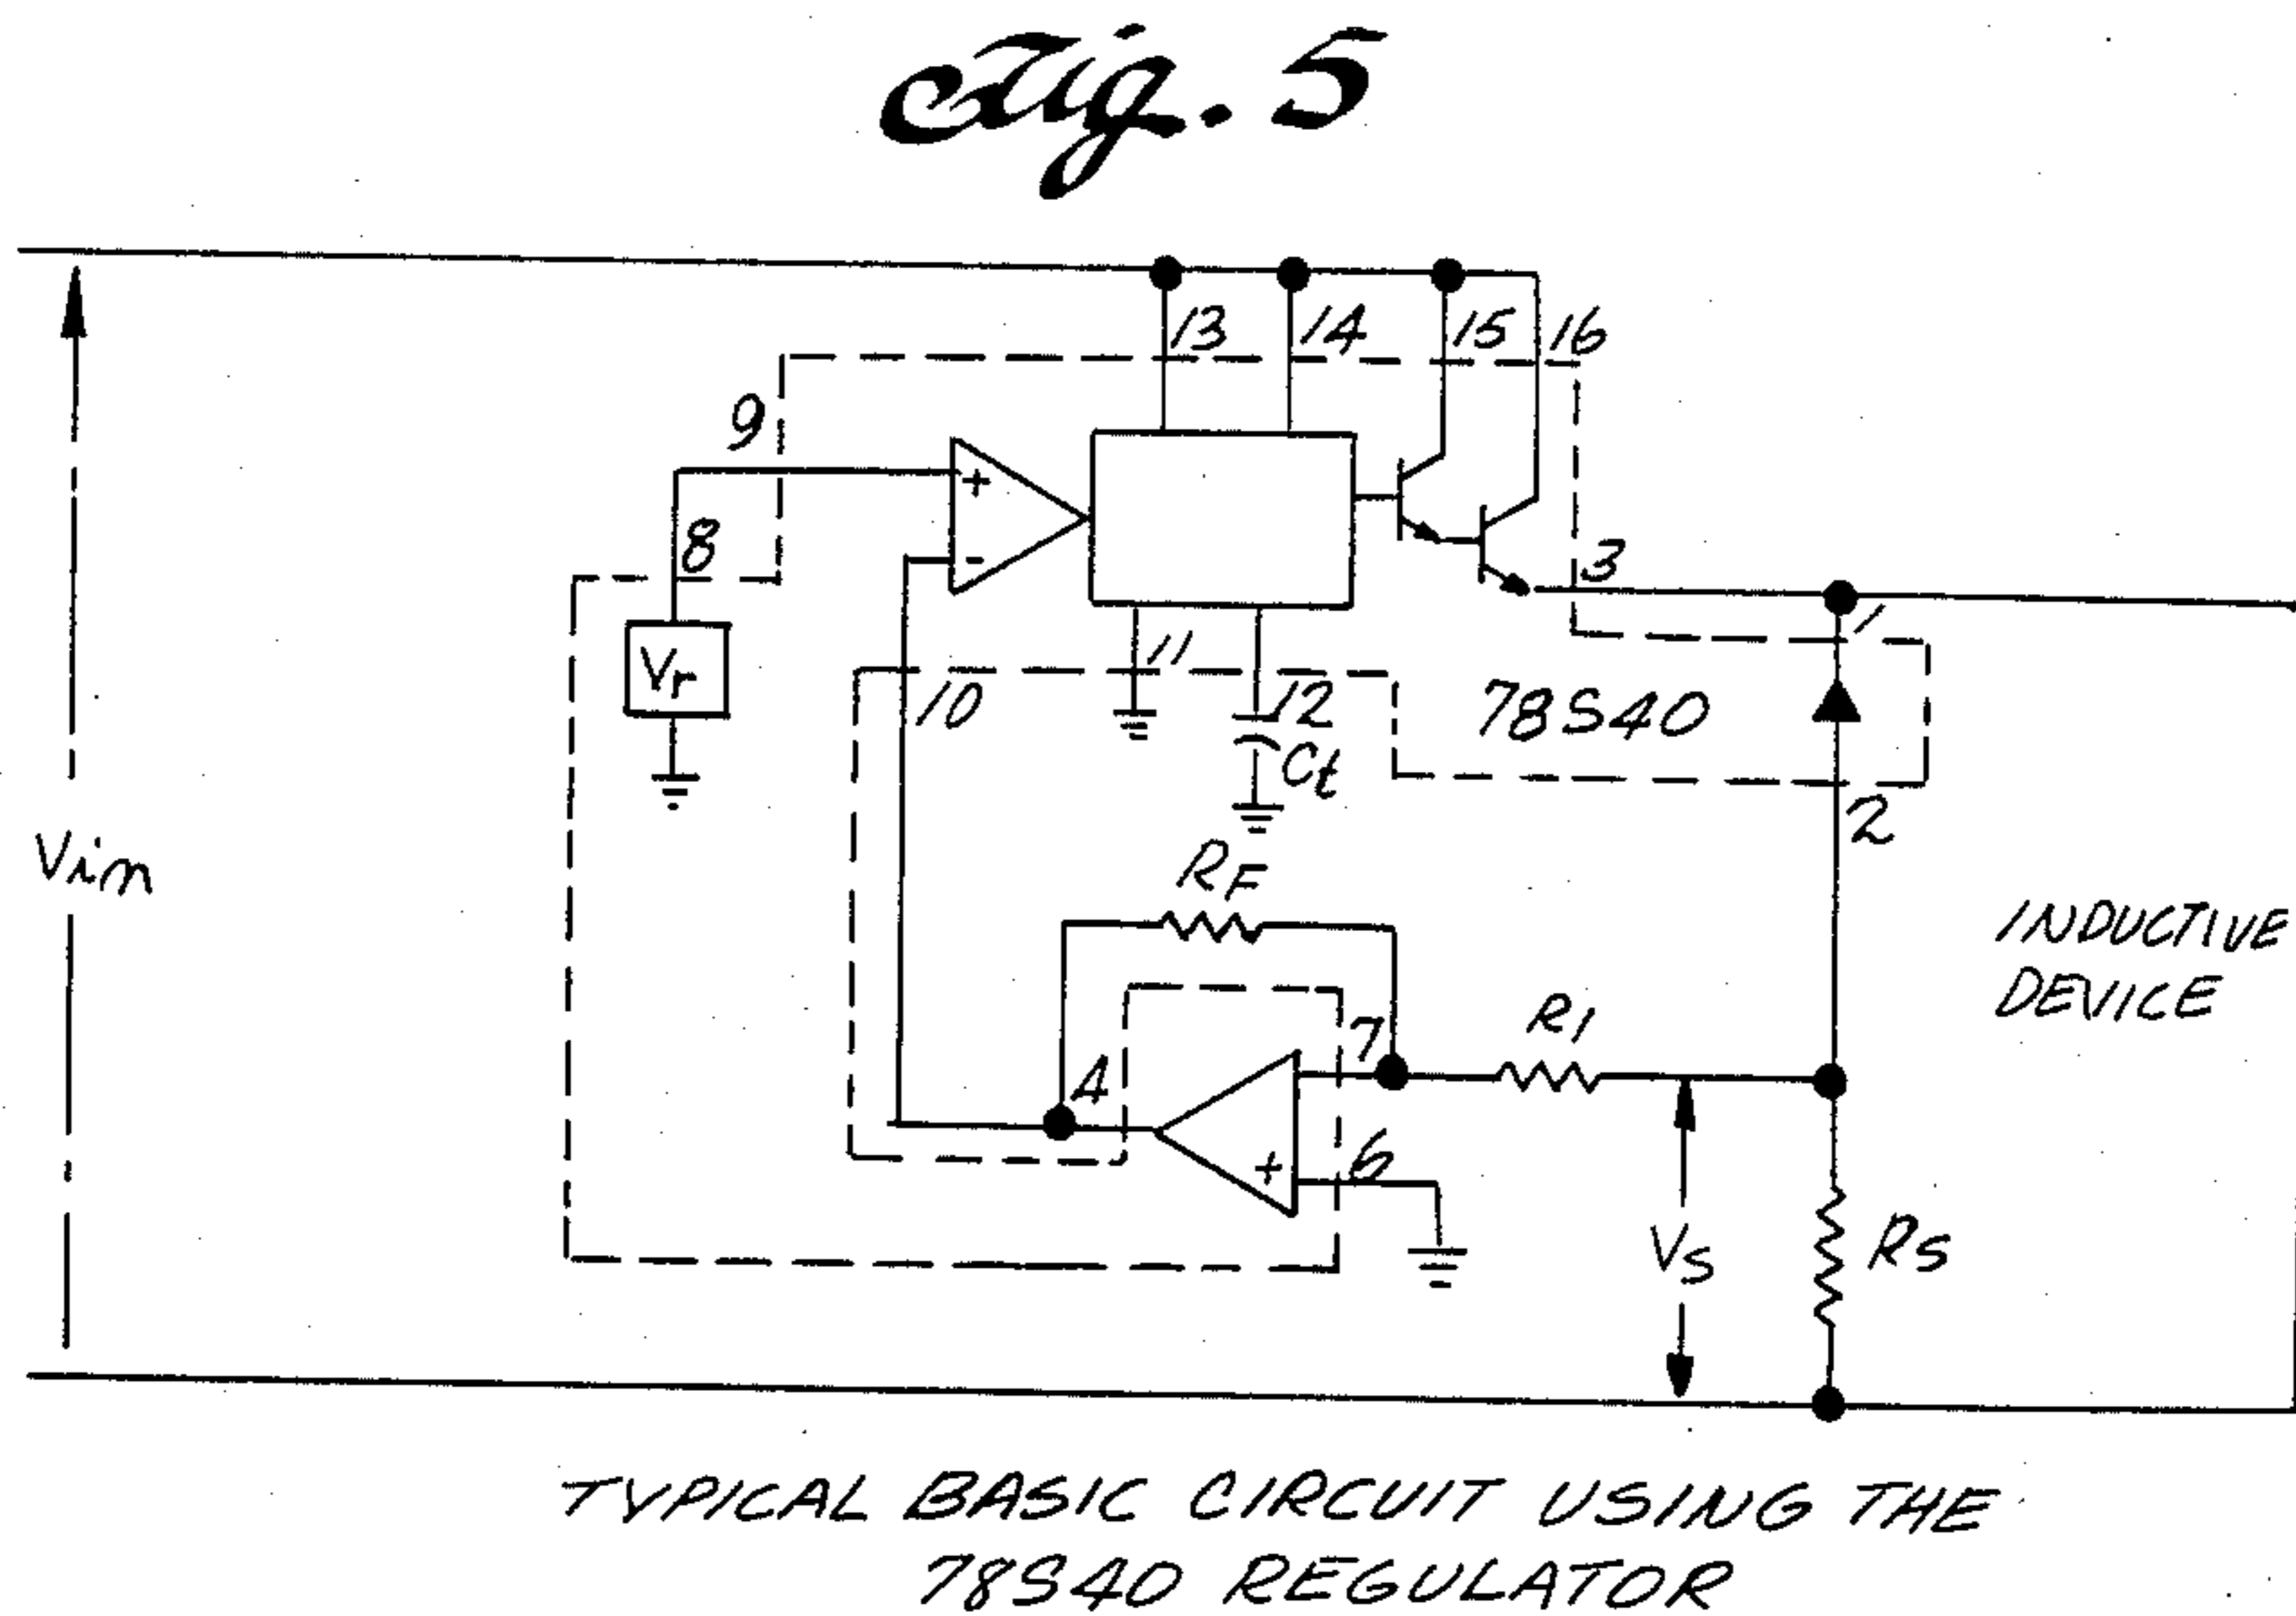 Fig. 5
13 14 15 16
9
+
8
-
3
1
Vr
11
10
12
78S40
Ct
2
Vin
RF
INDUCTIVE
DEVICE
R1
7
4
+
6
Vs
Rs
TYPICAL BASIC CIRCUIT USING THE
78S40 REGULATOR